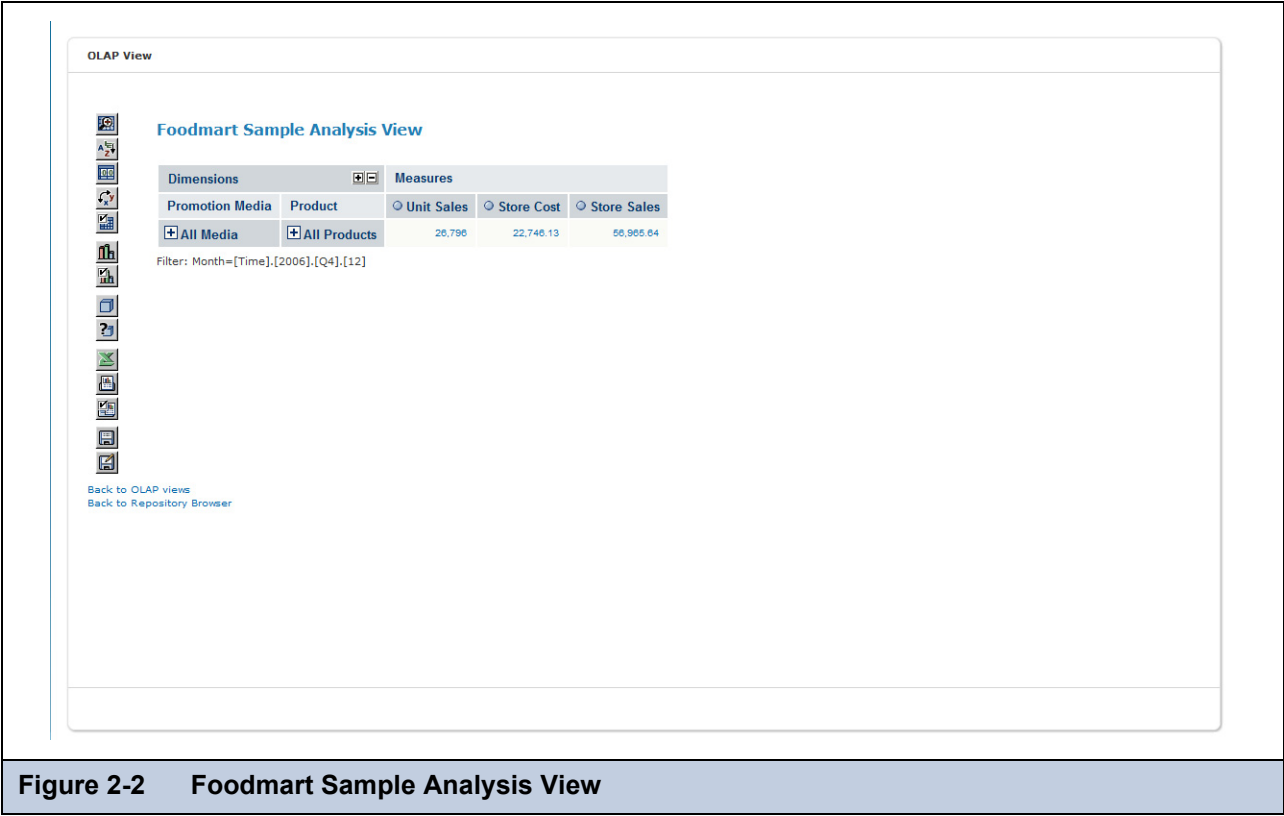 OLAP View
Foodmart Sample Analysis View
Dimensions Measures
Promotion Media Product Unit Sales Store Cost Store Sales
All Media All Products 26,796 22,746.13 56,965.64
Filter: Month=[Time].[2006].[Q4].[12]
Back to OLAP views
Back to Repository Browser
Figure 2-2 Foodmart Sample Analysis View